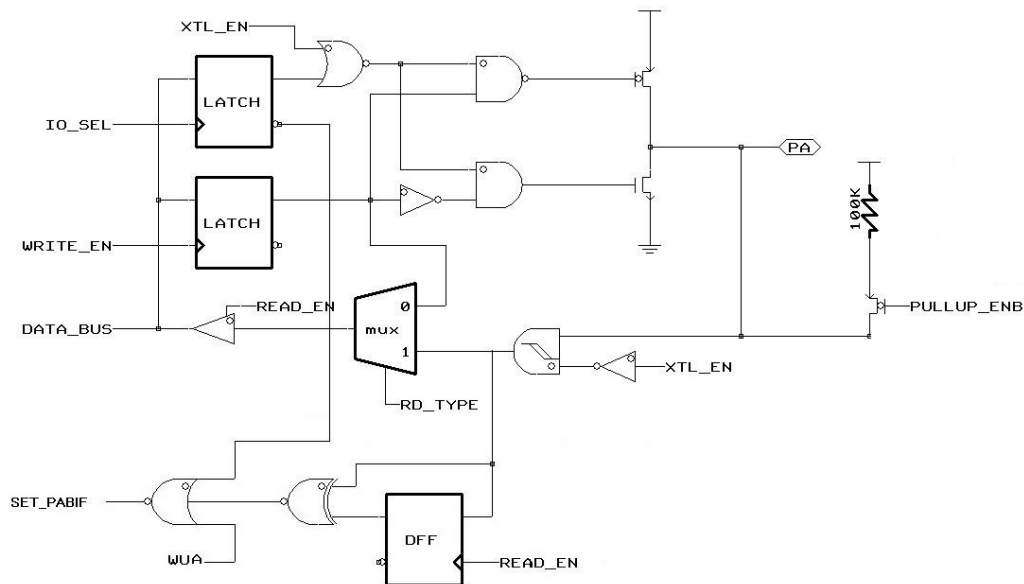 XTL_EN
LATCH
IO_SEL
PA
100K
LATCH
WRITE_EN
READ_EN
0
PULLUP_ENB
DATA_BUS
mux
1
XTL_EN
RD_TYPE
SET_PABIF
DFF
WUA
READ_EN